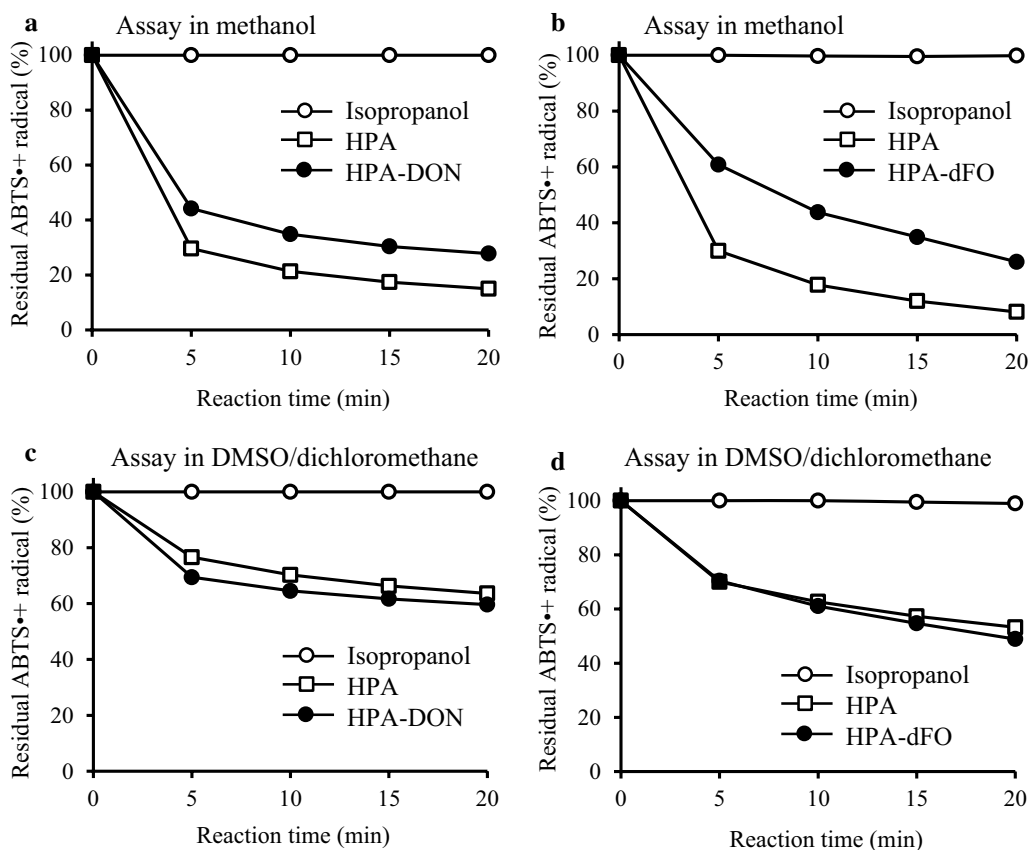 a Assay in methanol
Residual ABTS•+ radical (%)
100
80
60
40
20
0
Isopropanol
HPA
HPA-DON
0 5 10 15 20
Reaction time (min)
b Assay in methanol
Residual ABTS•+ radical (%)
100
80
60
40
20
0
Isopropanol
HPA
HPA-dFO
0 5 10 15 20
Reaction time (min)
c Assay in DMSO/dichloromethane
Residual ABTS•+ radical (%)
100
80
60
40
20
0
Isopropanol
HPA
HPA-DON
0 5 10 15 20
Reaction time (min)
d Assay in DMSO/dichloromethane
Residual ABTS•+ radical (%)
100
80
60
40
20
0
Isopropanol
HPA
HPA-dFO
0 5 10 15 20
Reaction time (min)